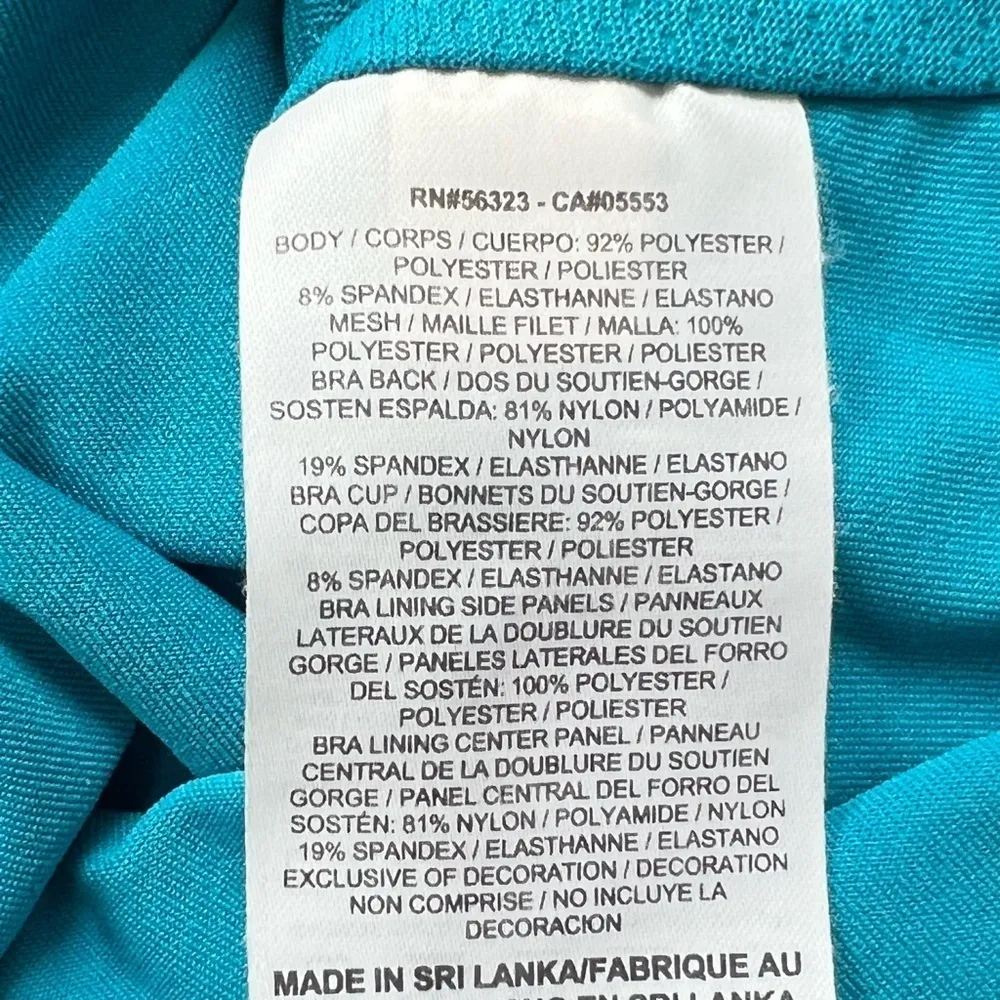 RN#56323 - CA#05553
BODY / CORPS / CUERPO: 92% POLYESTER /
POLYESTER / POLIESTER
8% SPANDEX / ELASTHANNE / ELASTANO
MESH / MAILLE FILET / MALLA: 100%
POLYESTER / POLYESTER / POLIESTER
BRA BACK / DOS DU SOUTIEN-GORGE /
SOSTEN ESPALDA: 81% NYLON / POLYAMIDE /
NYLON
19% SPANDEX / ELASTHANNE / ELASTANO
BRA CUP / BONNETS DU SOUTIEN-GORGE /
COPA DEL BRASSIERE: 92% POLYESTER /
POLYESTER / POLIESTER
8% SPANDEX / ELASTHANNE / ELASTANO
BRA LINING SIDE PANELS / PANNEAUX
LATERAUX DE LA DOUBLURE DU SOUTIEN
GORGE / PANELES LATERALES DEL FORRO
DEL SOSTÉN: 100% POLYESTER /
POLYESTER / POLIESTER
BRA LINING CENTER PANEL / PANNEAU
CENTRAL DE LA DOUBLURE DU SOUTIEN
GORGE / PANEL CENTRAL DEL FORRO DEL
SOSTÉN: 81% NYLON / POLYAMIDE / NYLON
19% SPANDEX / ELASTHANNE / ELASTANO
EXCLUSIVE OF DECORATION / DECORATION
NON COMPRISE / NO INCLUYE LA
DECORACION
MADE IN SRI LANKA/FABRIQUE AU
EN SRI LANKA